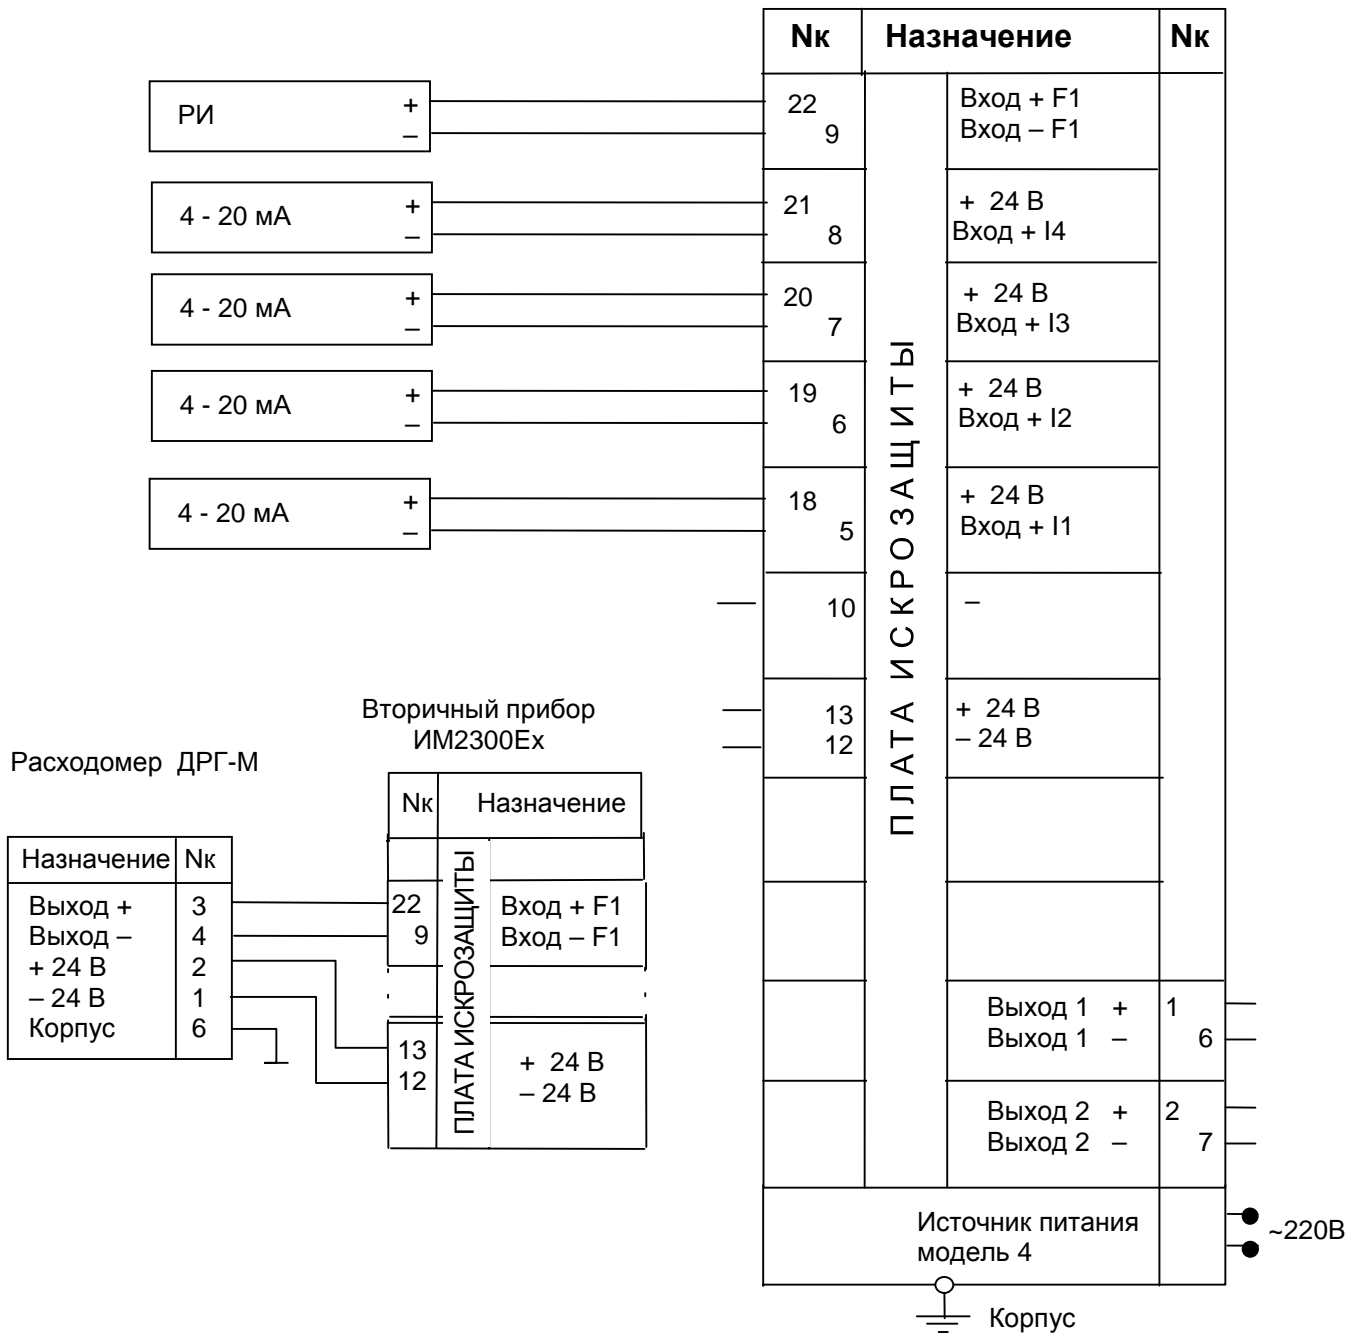 Nк Назначение Nк
РИ + 22 Вход + F1
– 9 Вход – F1
4 - 20 мА + 21 + 24 В
– 8 Вход + I4
4 - 20 мА + 20 + 24 В
– 7 Вход + I3
4 - 20 мА + 19 + 24 В
– 6 Вход + I2
4 - 20 мА + 18 + 24 В
– 5 Вход + I1
10 –
13 + 24 В
12 – 24 В
ПЛАТА ИСКРОЗАЩИТЫ
Выход 1 + 1
Выход 1 – 6
Выход 2 + 2
Выход 2 – 7
Источник питания
модель 4
~220В
Корпус
Расходомер ДРГ-М
Назначение Nк
Выход + 3
Выход – 4
+ 24 В 2
– 24 В 1
Корпус 6
Вторичный прибор
ИМ2300Ех
Nк Назначение
22 Вход + F1
9 Вход – F1
13 + 24 В
12 – 24 В
ПЛАТА ИСКРОЗАЩИТЫ